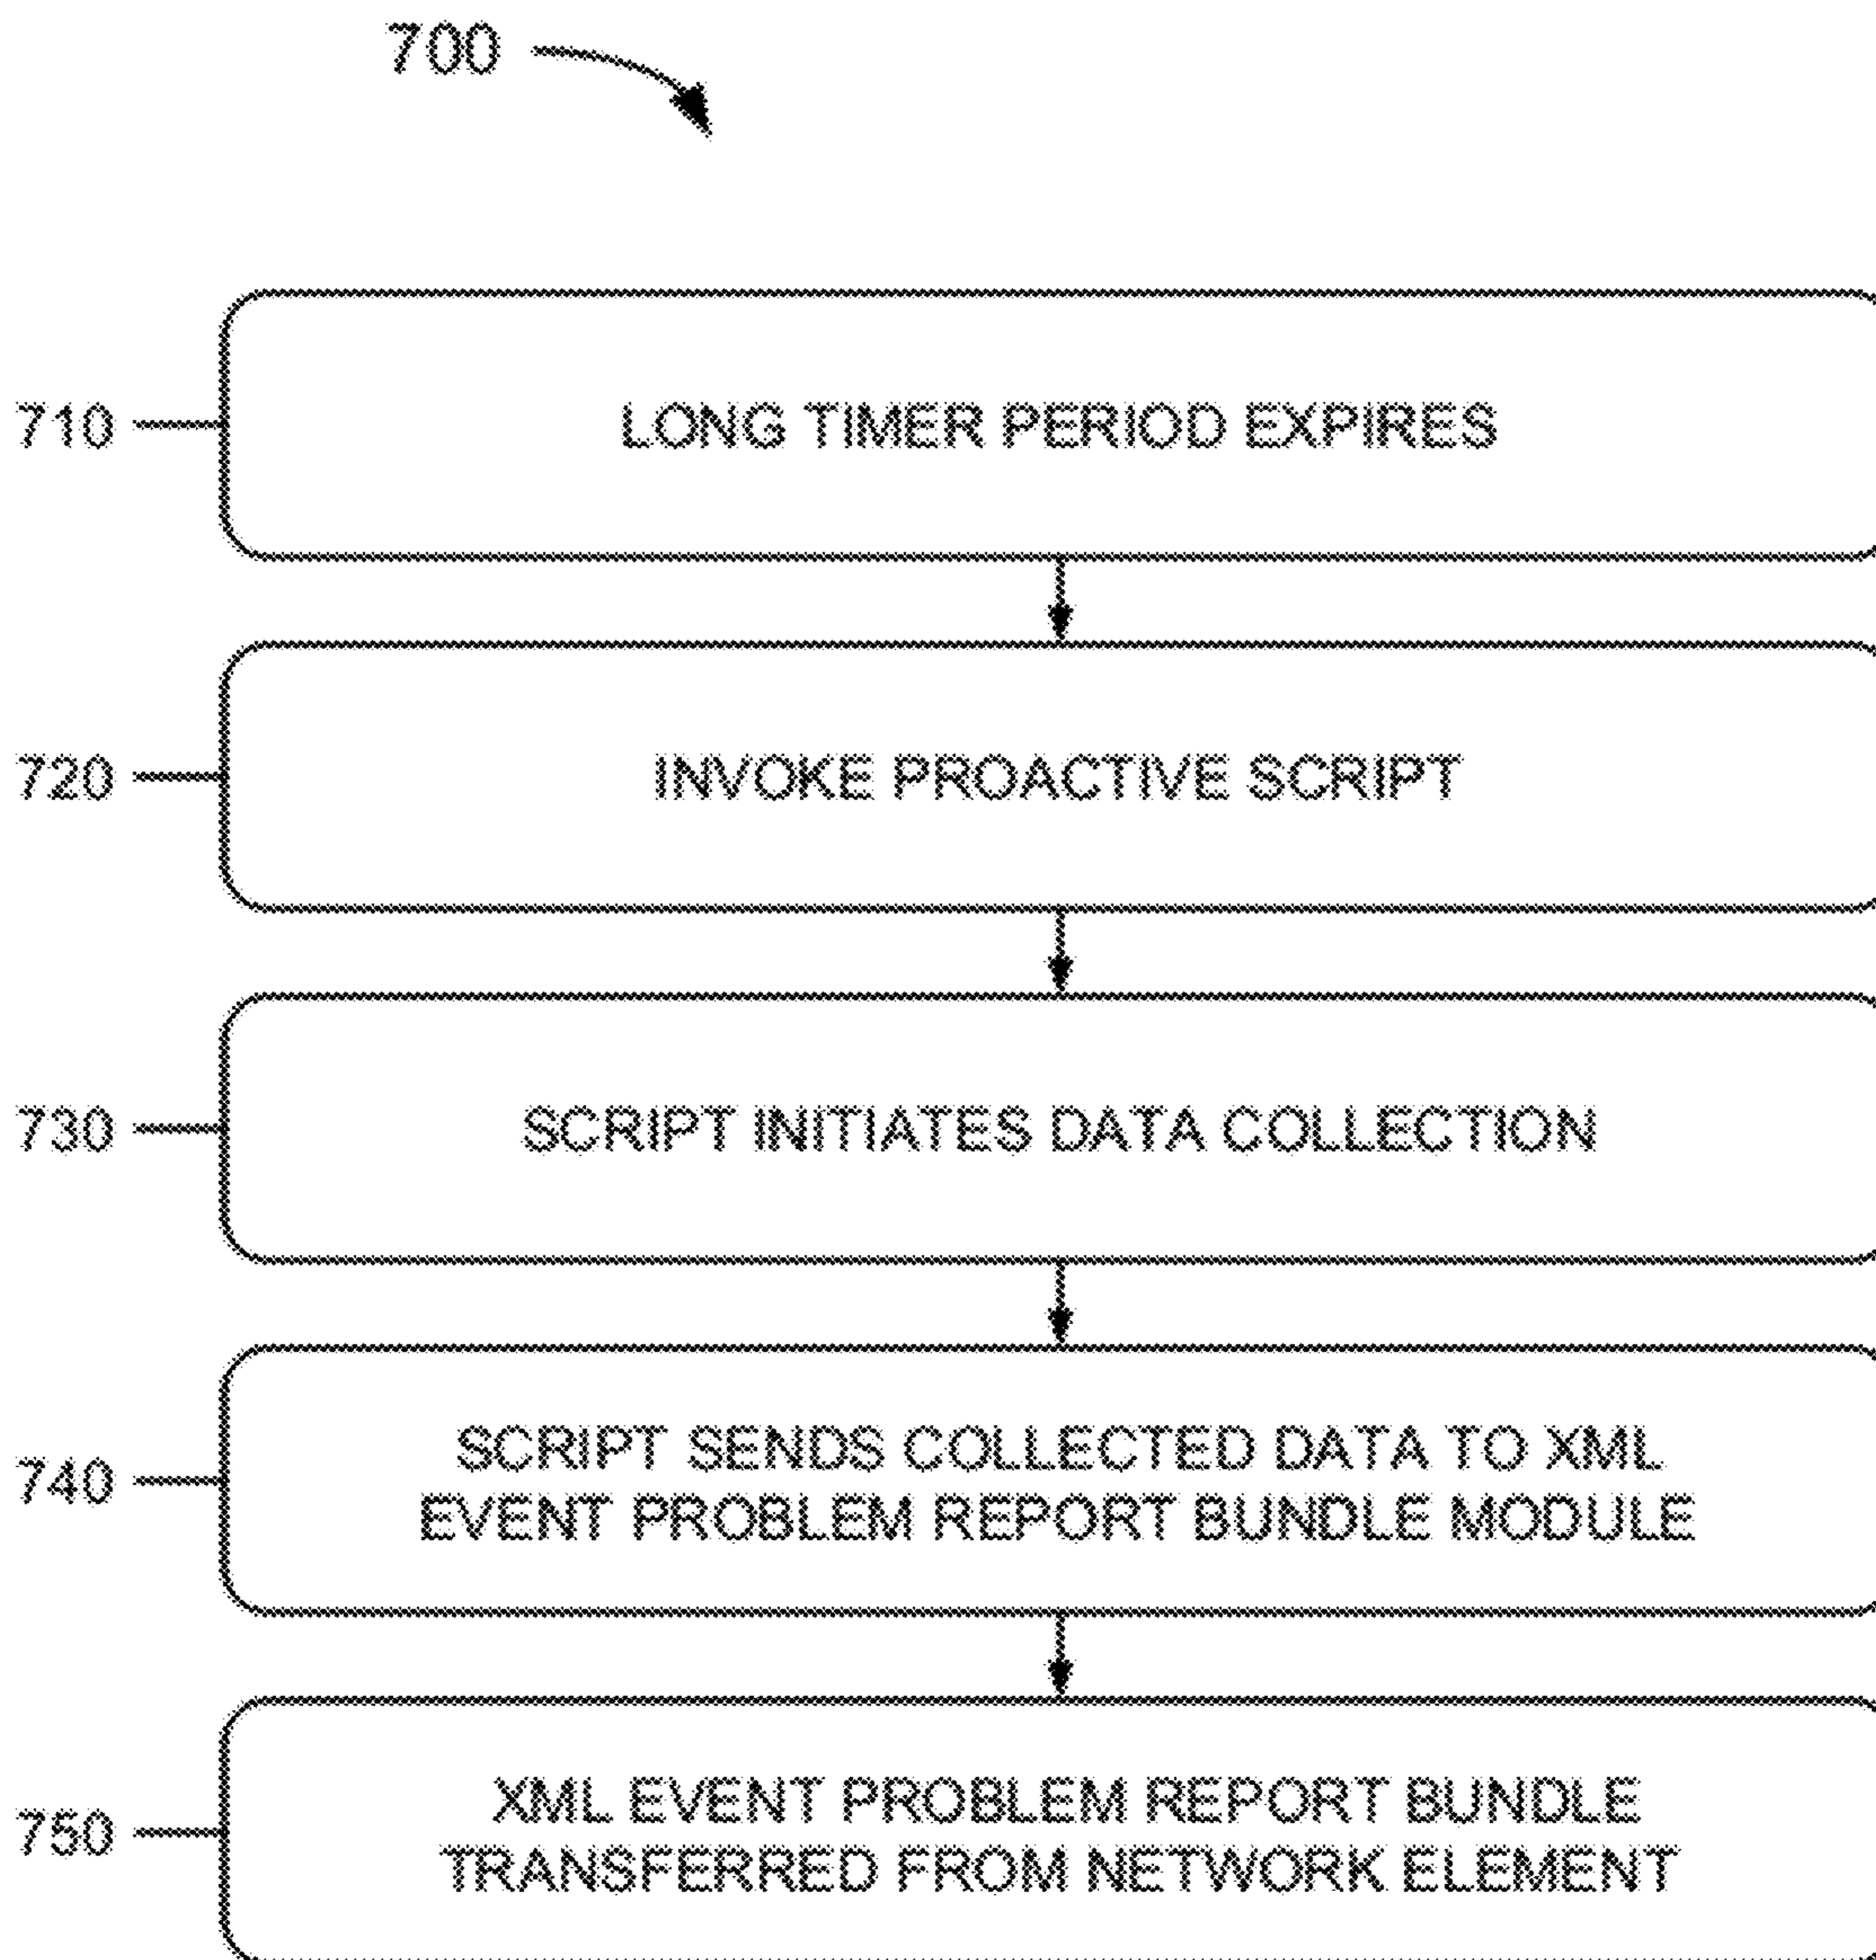 700
710
LONG TIMER PERIOD EXPIRES
720
INVOKE PROACTIVE SCRIPT
730
SCRIPT INITIATES DATA COLLECTION
740
SCRIPT SENDS COLLECTED DATA TO XML
EVENT PROBLEM REPORT BUNDLE MODULE
750
XML EVENT PROBLEM REPORT BUNDLE
TRANSFERRED FROM NETWORK ELEMENT